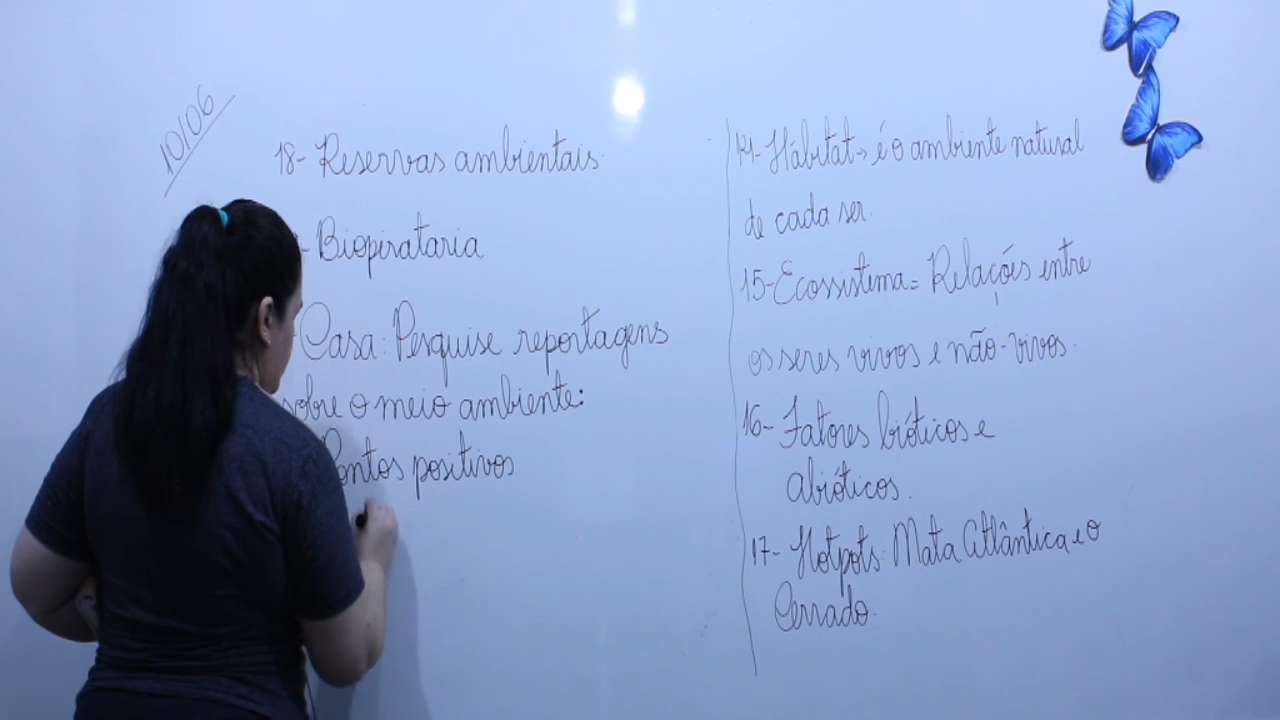 10/06
18- Reservas ambientais.
- Biopirataria
Casa: Pesquise reportagens
sobre o meio ambiente:
Pontos positivos
14- Hábitat → é o ambiente natural
de cada ser.
15- Ecossistema = Relações entre
os seres vivos e não-vivos.
16- Fatores bióticos e
abióticos.
17- Hotpots: Mata Atlântica e o
Cerrado.